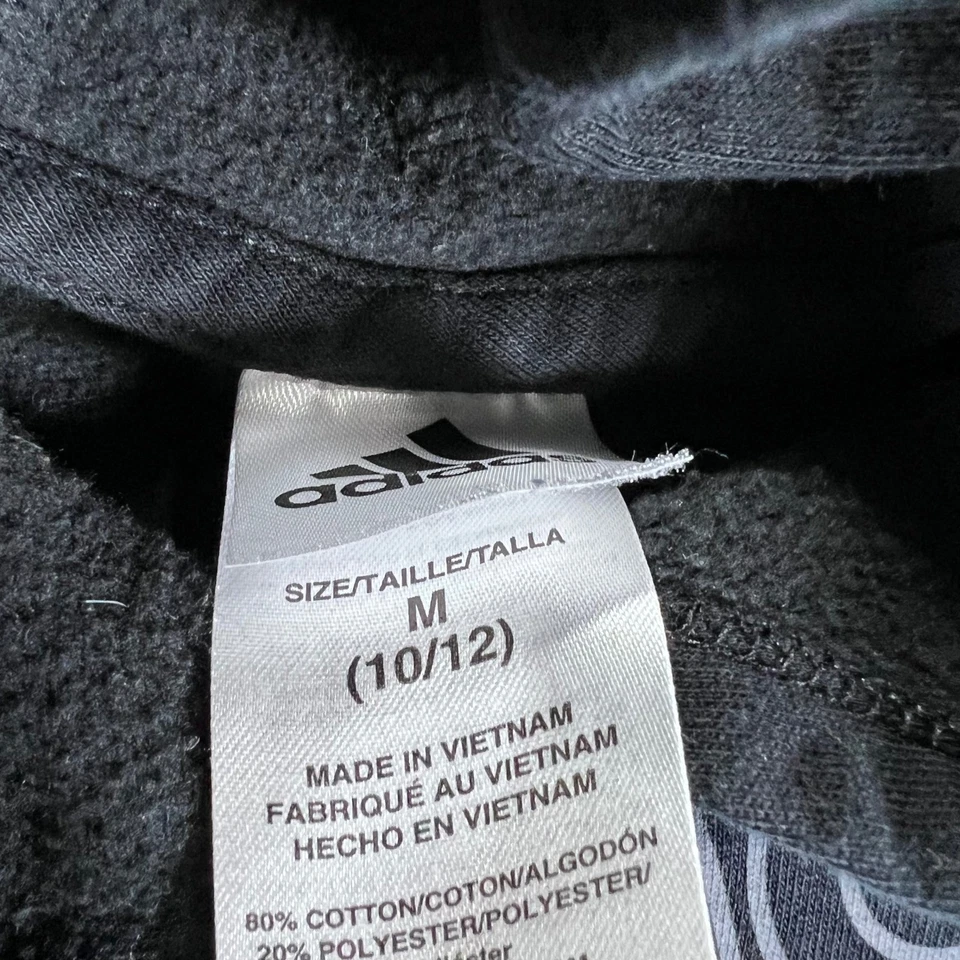 adidas
SIZE/TAILLE/TALLA
M
(10/12)
MADE IN VIETNAM
FABRIQUÉ AU VIETNAM
HECHO EN VIETNAM
80% COTTON/COTON/ALGODÓN
20% POLYESTER/POLYESTER/